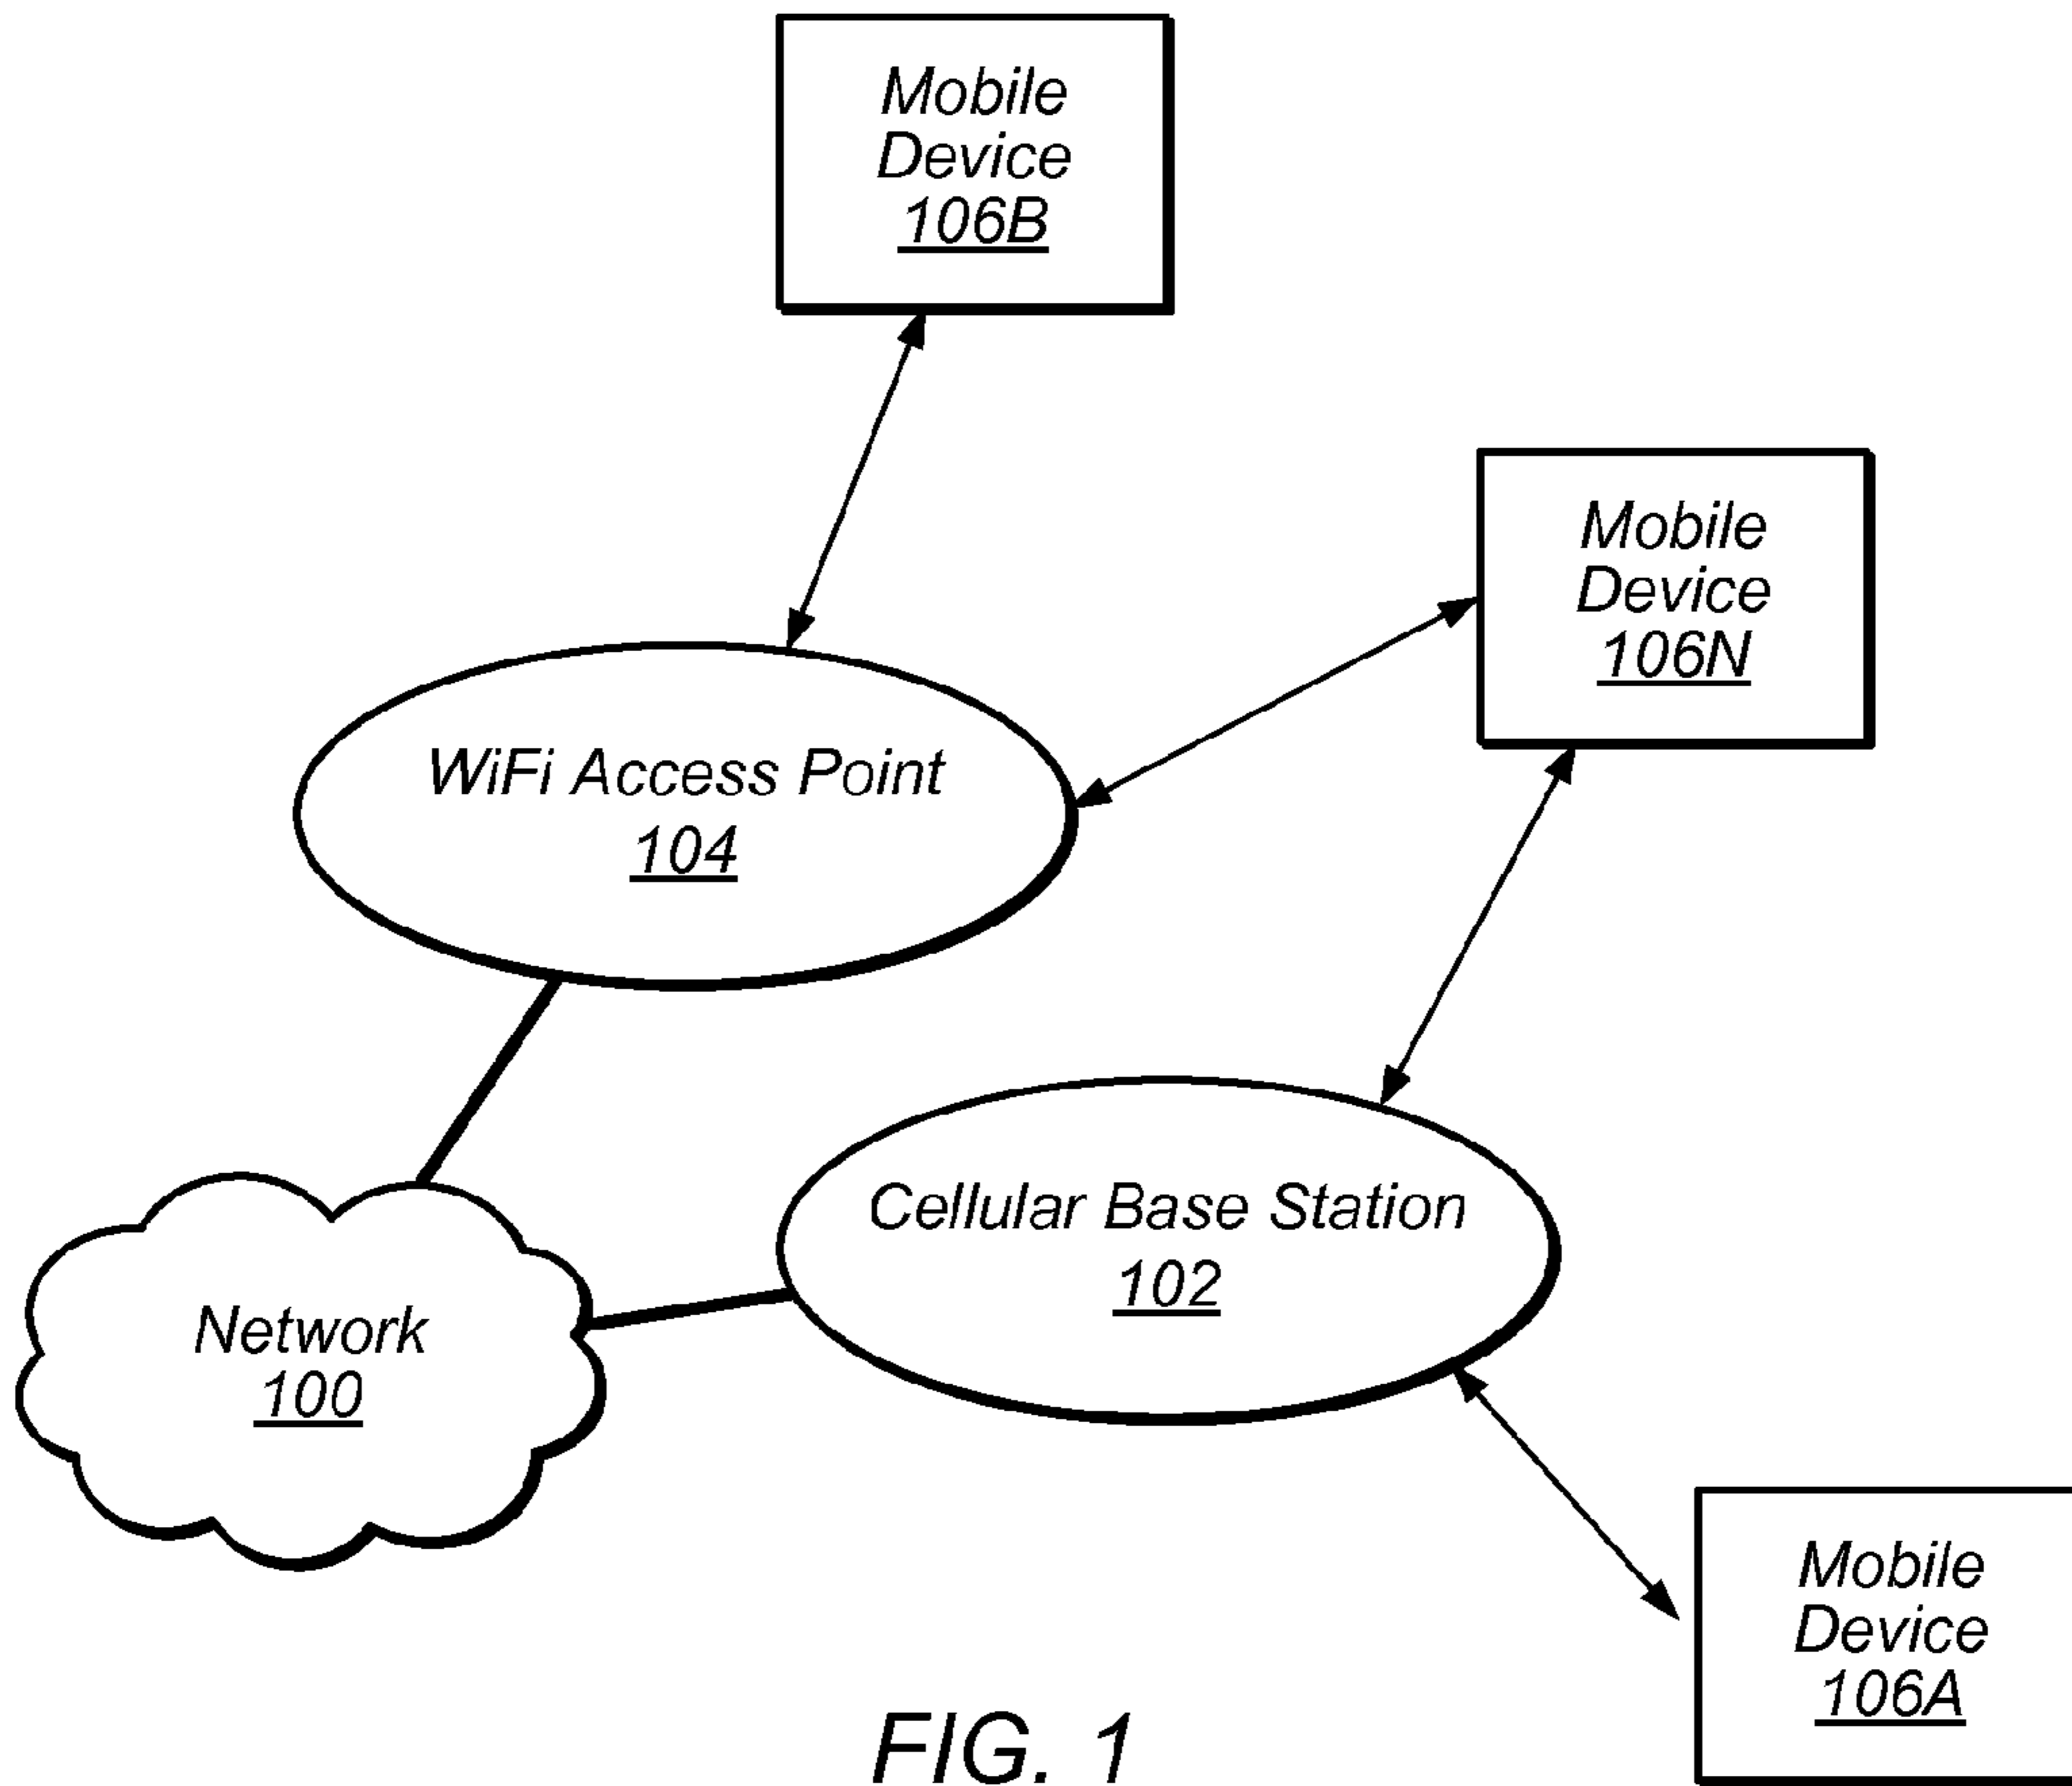 Mobile
Device
106B
Mobile
Device
106N
WiFi Access Point
104
Cellular Base Station
102
Network
100
Mobile
Device
106A
FIG. 1